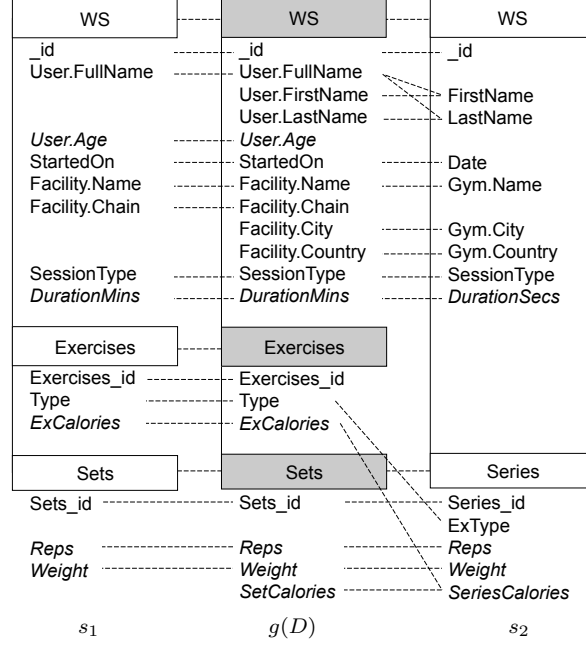 WS WS WS
_id _id _id
User.FullName User.FullName
User.FirstName FirstName
User.LastName LastName
User.Age User.Age
StartedOn StartedOn Date
Facility.Name Facility.Name Gym.Name
Facility.Chain Facility.Chain
Facility.City Gym.City
Facility.Country Gym.Country
SessionType SessionType SessionType
DurationMins DurationMins DurationSecs
Exercises Exercises
Exercises_id Exercises_id
Type Type
ExCalories ExCalories
Sets Sets Series
Sets_id Sets_id Series_id
ExType
Reps Reps Reps
Weight Weight Weight
SetCalories SeriesCalories
s₁ g(D) s₂